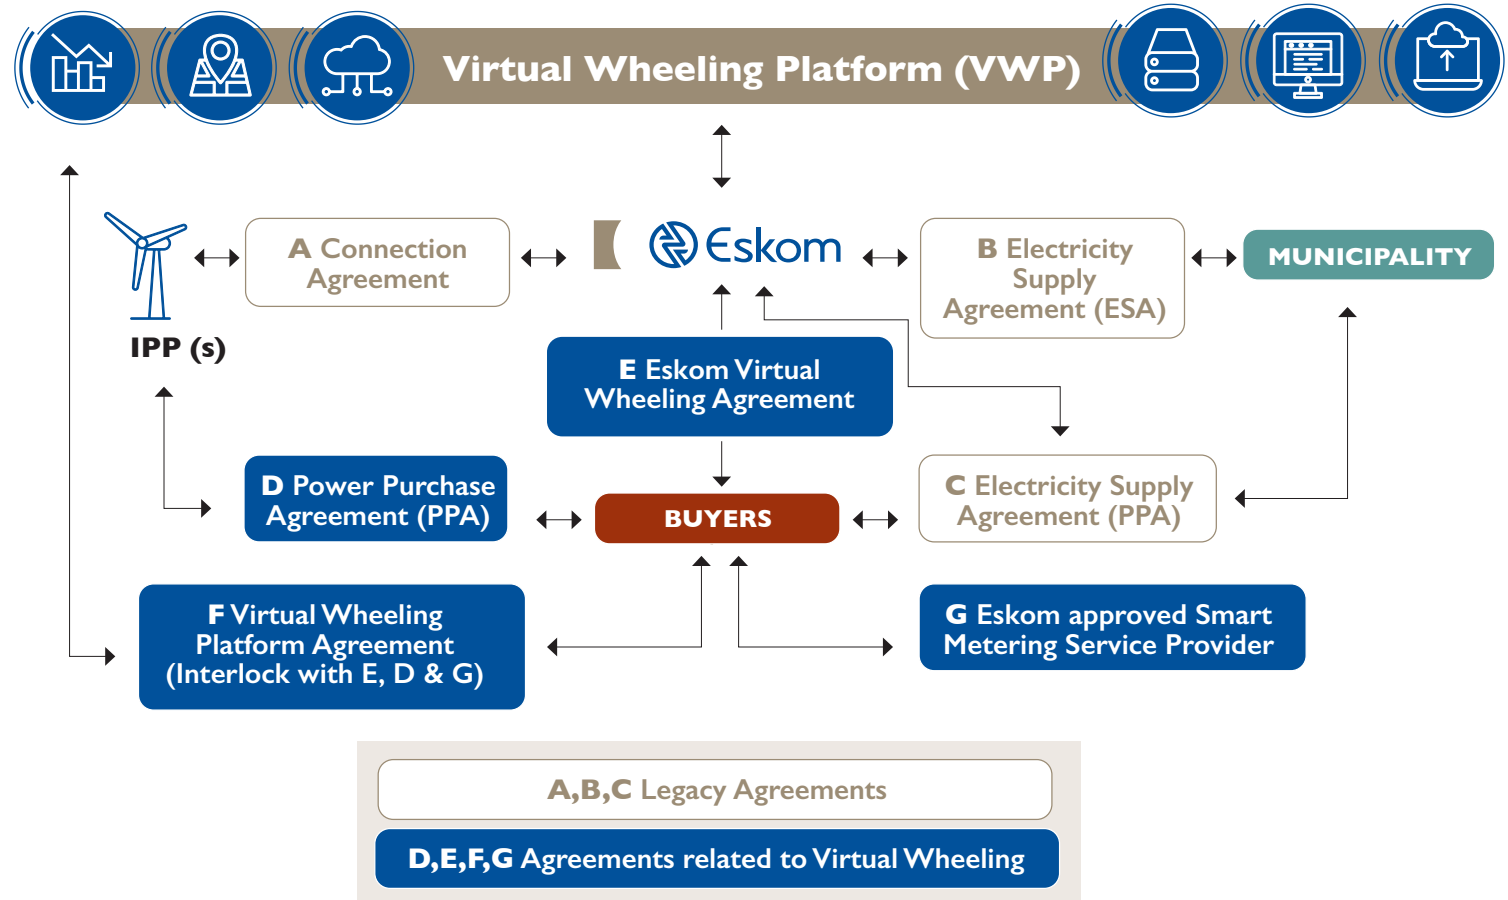 Virtual Wheeling Platform (VWP)
A Connection
Agreement
Eskom
B Electricity
Supply
Agreement (ESA)
MUNICIPALITY
IPP (s)
E Eskom Virtual
Wheeling Agreement
D Power Purchase
Agreement (PPA)
BUYERS
C Electricity Supply
Agreement (PPA)
F Virtual Wheeling
Platform Agreement
(Interlock with E, D & G)
G Eskom approved Smart
Metering Service Provider
A,B,C Legacy Agreements
D,E,F,G Agreements related to Virtual Wheeling